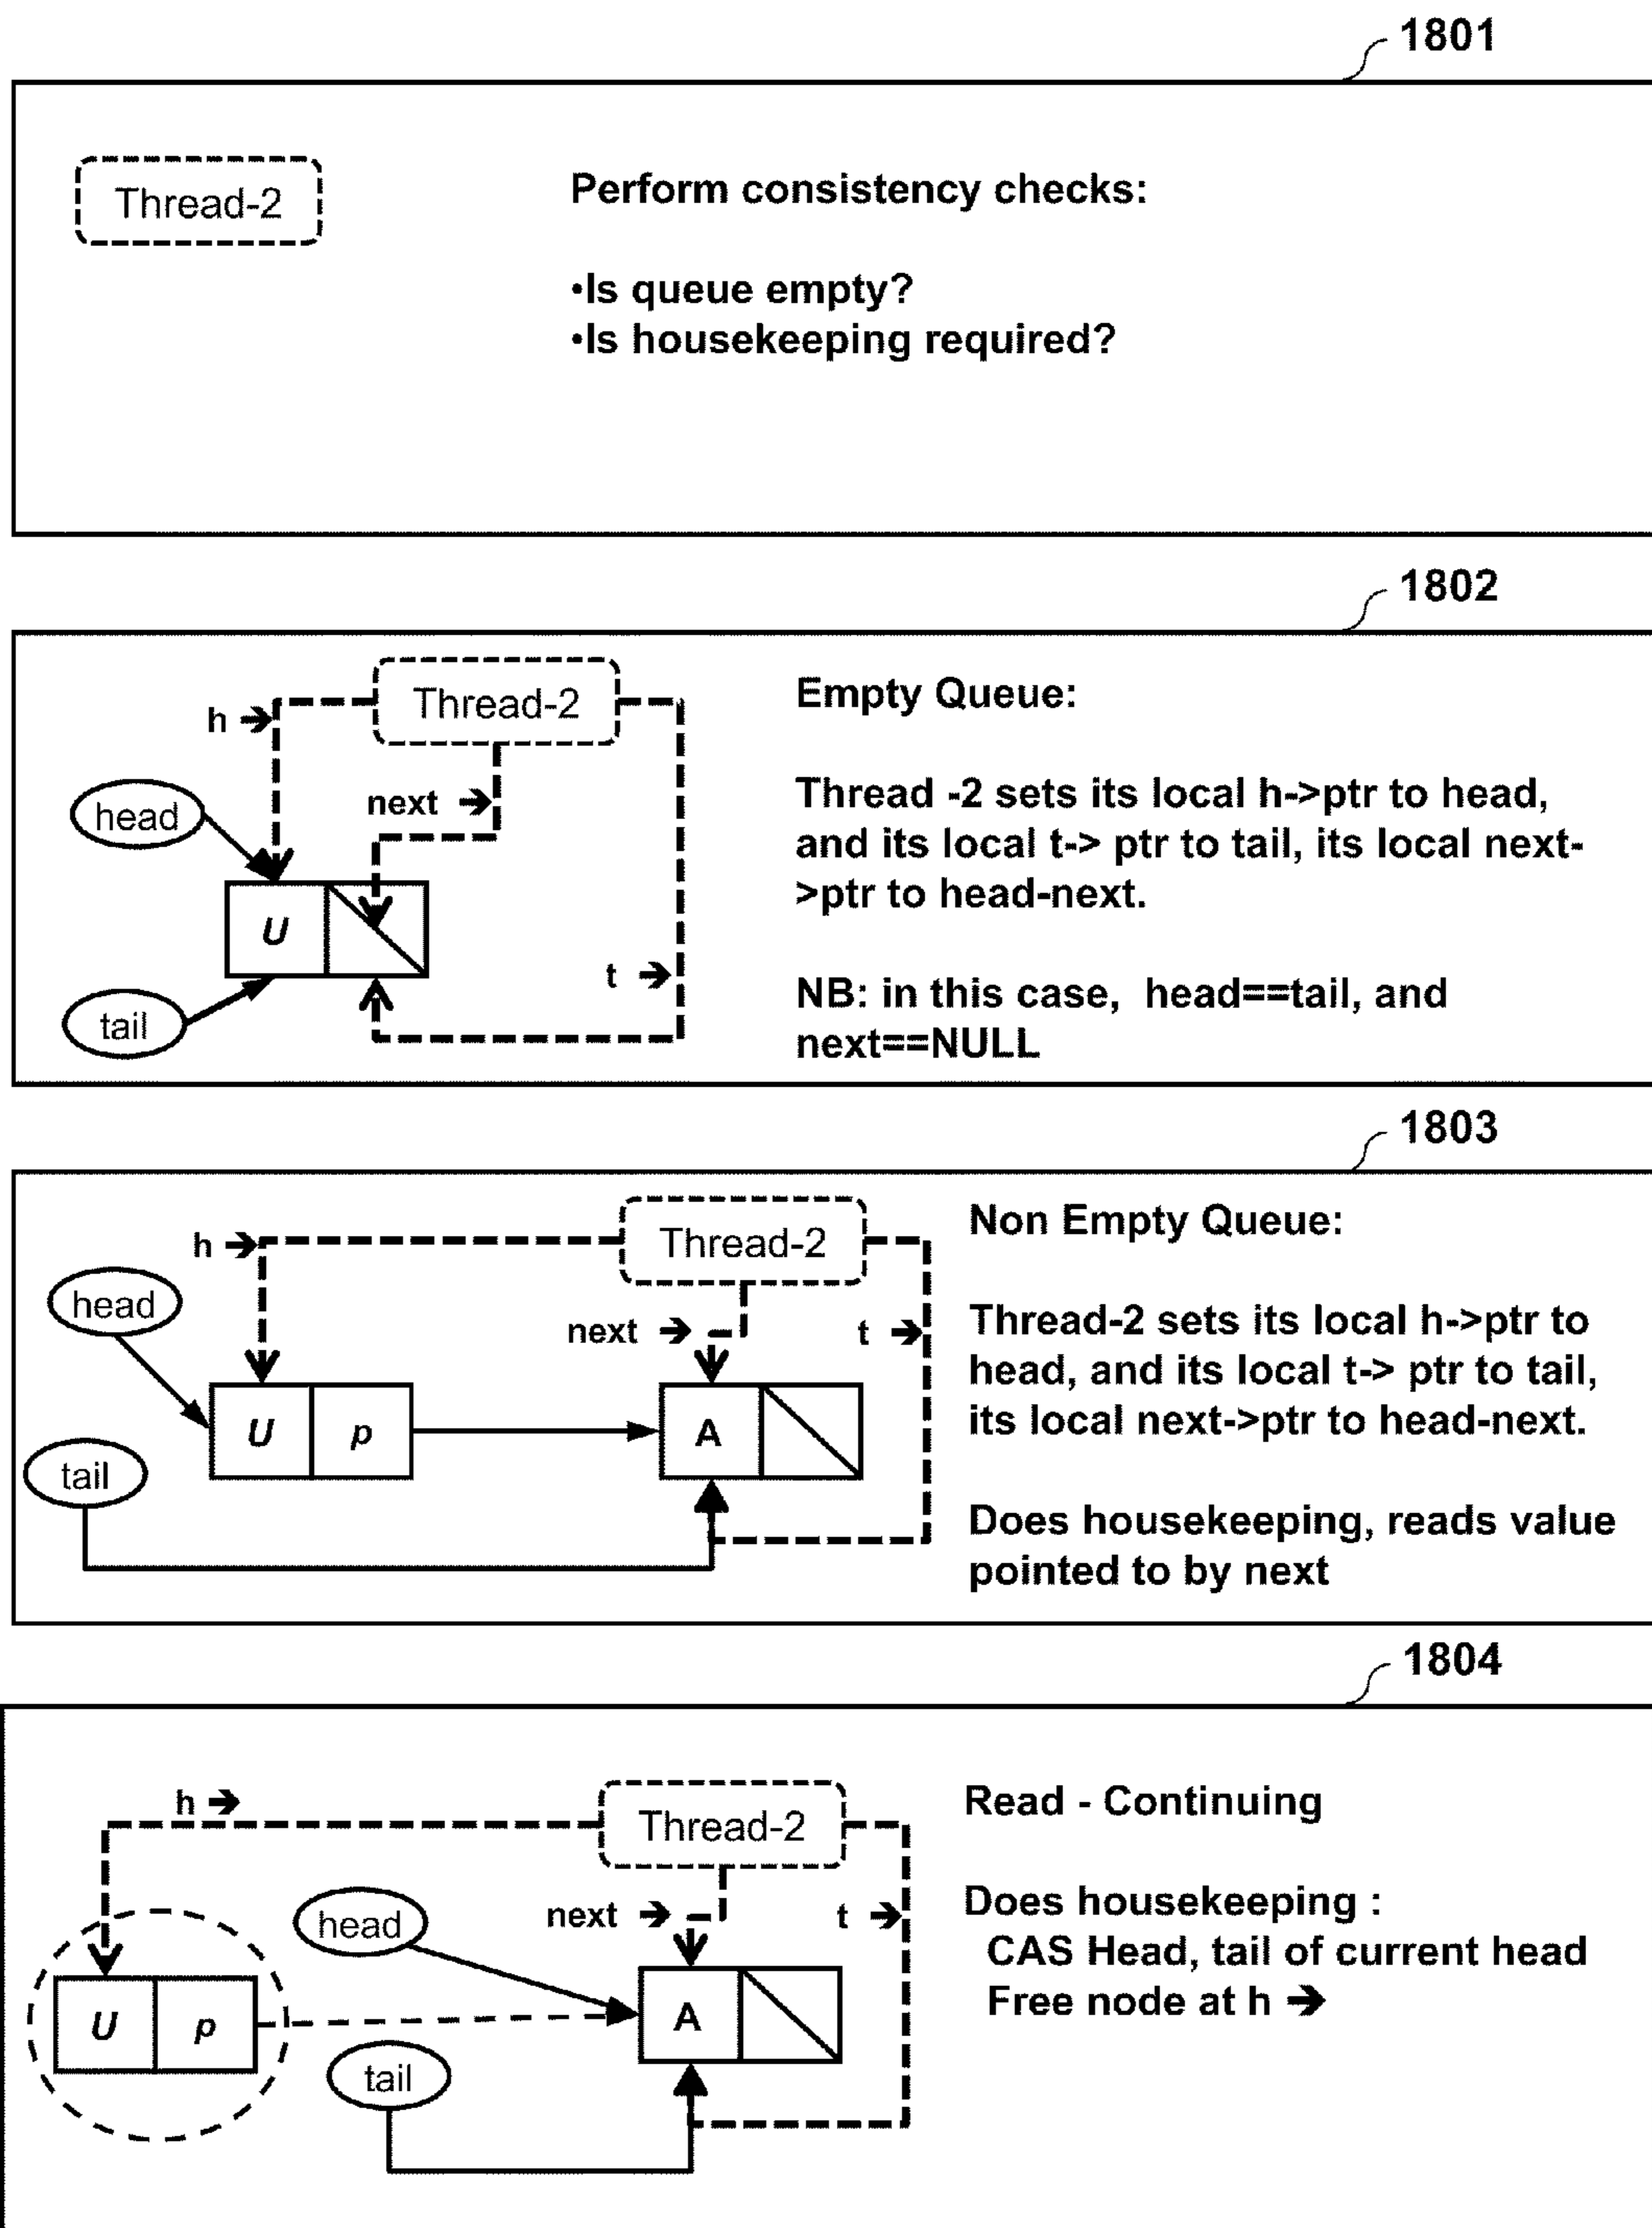 1801
Thread-2
Perform consistency checks:
•Is queue empty?
•Is housekeeping required?
1802
Thread-2
h ➔
next ➔
head
U
t ➔
tail
Empty Queue:
Thread -2 sets its local h->ptr to head,
and its local t-> ptr to tail, its local next-
>ptr to head-next.
NB: in this case, head==tail, and
next==NULL
1803
Thread-2
h ➔
head
next ➔
t ➔
U
p
A
tail
Non Empty Queue:
Thread-2 sets its local h->ptr to
head, and its local t-> ptr to tail,
its local next->ptr to head-next.
Does housekeeping, reads value
pointed to by next
1804
h ➔
Thread-2
head
next ➔
t ➔
U
p
A
tail
Read - Continuing
Does housekeeping :
CAS Head, tail of current head
Free node at h ➔